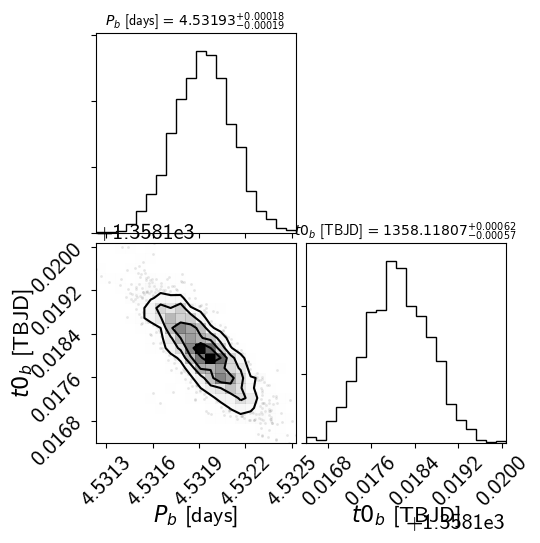 P_b [days] = 4.53193^{+0.00018}_{-0.00019}
+1.3581e3
t0_b [TBJD] = 1358.11807^{+0.00062}_{-0.00057}
t0_b [TBJD]
0.0200
0.0192
0.0184
0.0176
0.0168
4.5313 4.5316 4.5319 4.5322 4.5325
P_b [days]
0.0168 0.0176 0.0184 0.0192 0.0200
t0_b [TBJD]
+1.3581e3